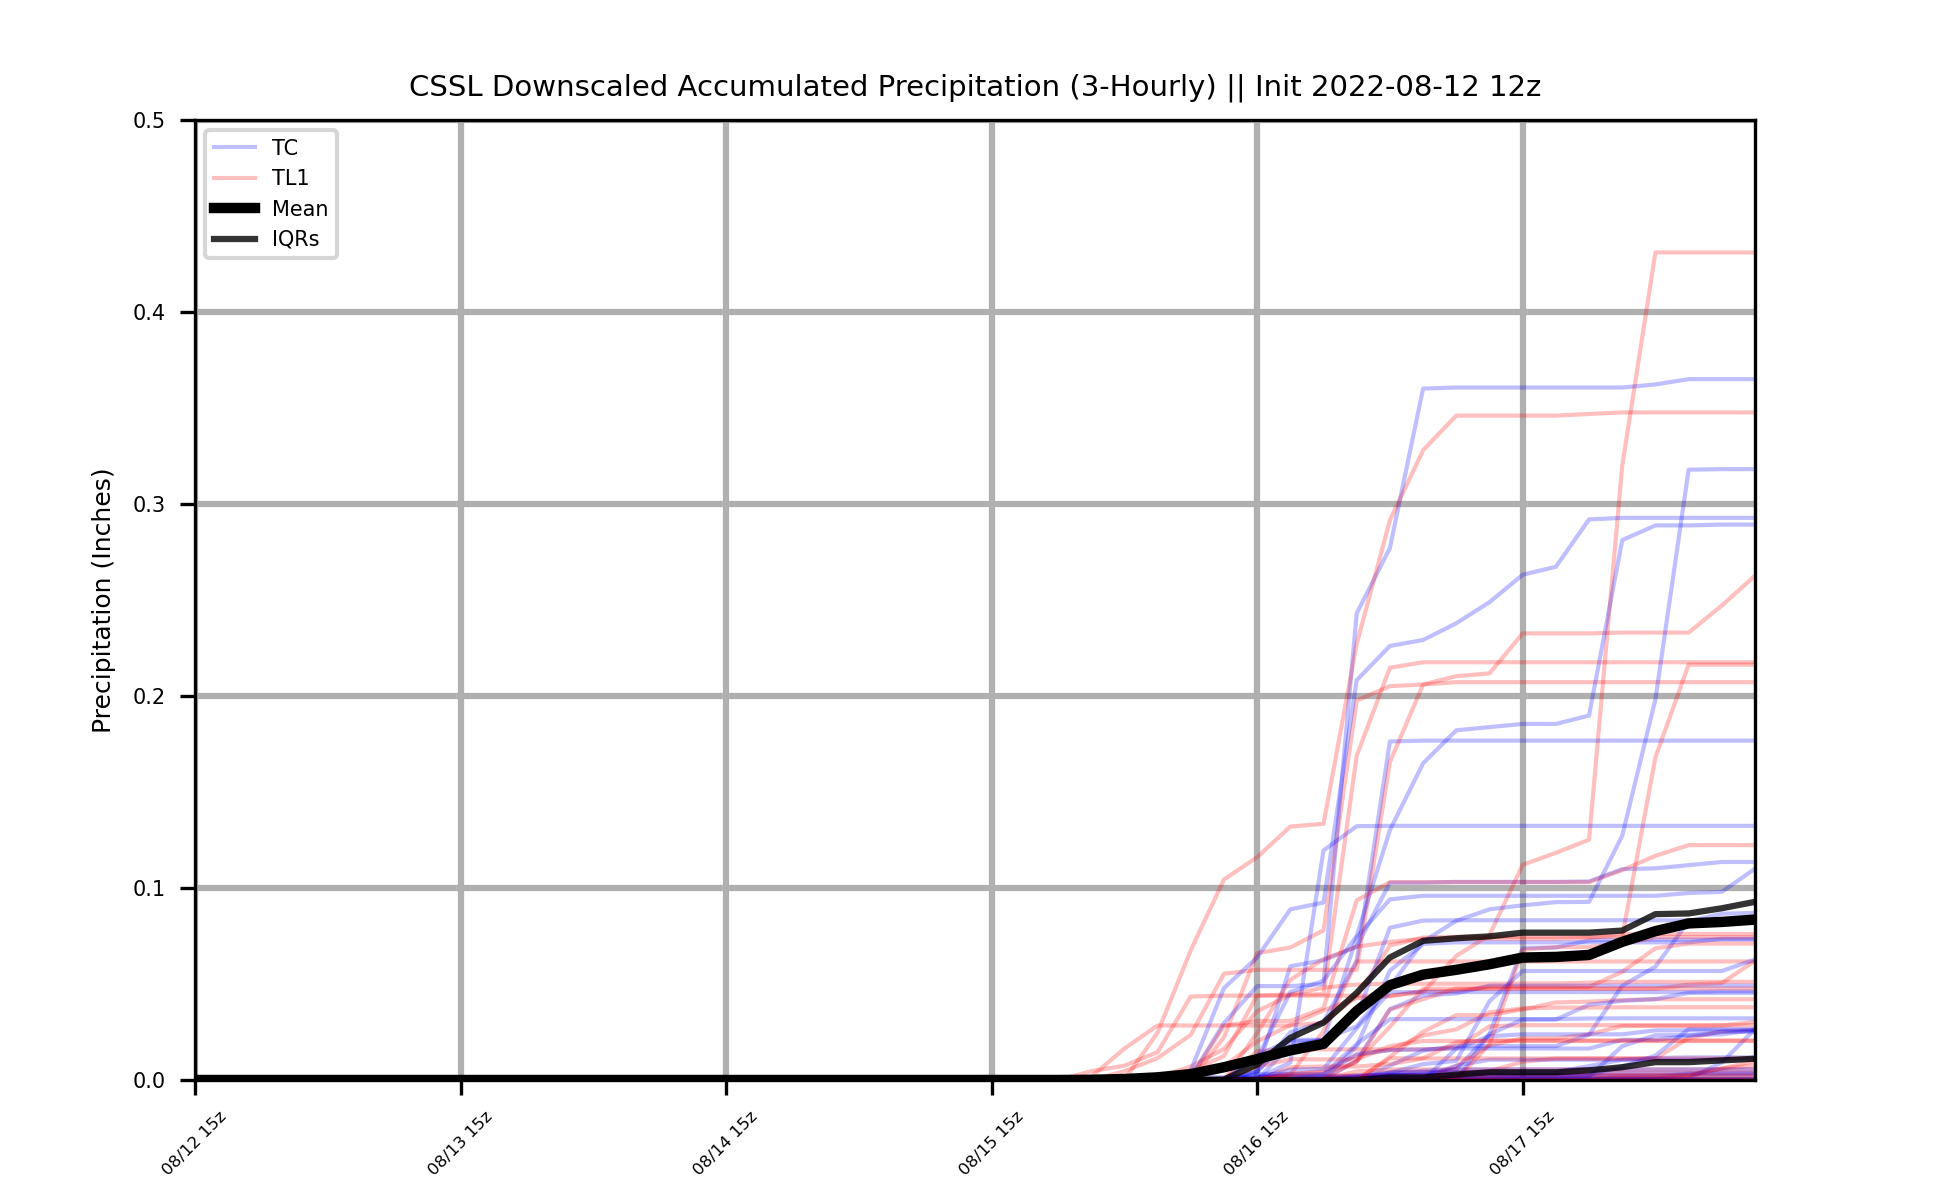 CSSL Downscaled Accumulated Precipitation (3-Hourly) || Init 2022-08-12 12z
TC
TL1
Mean
IQRs
Precipitation (Inches)
0.5
0.4
0.3
0.2
0.1
0.0
08/12 15z
08/13 15z
08/14 15z
08/15 15z
08/16 15z
08/17 15z